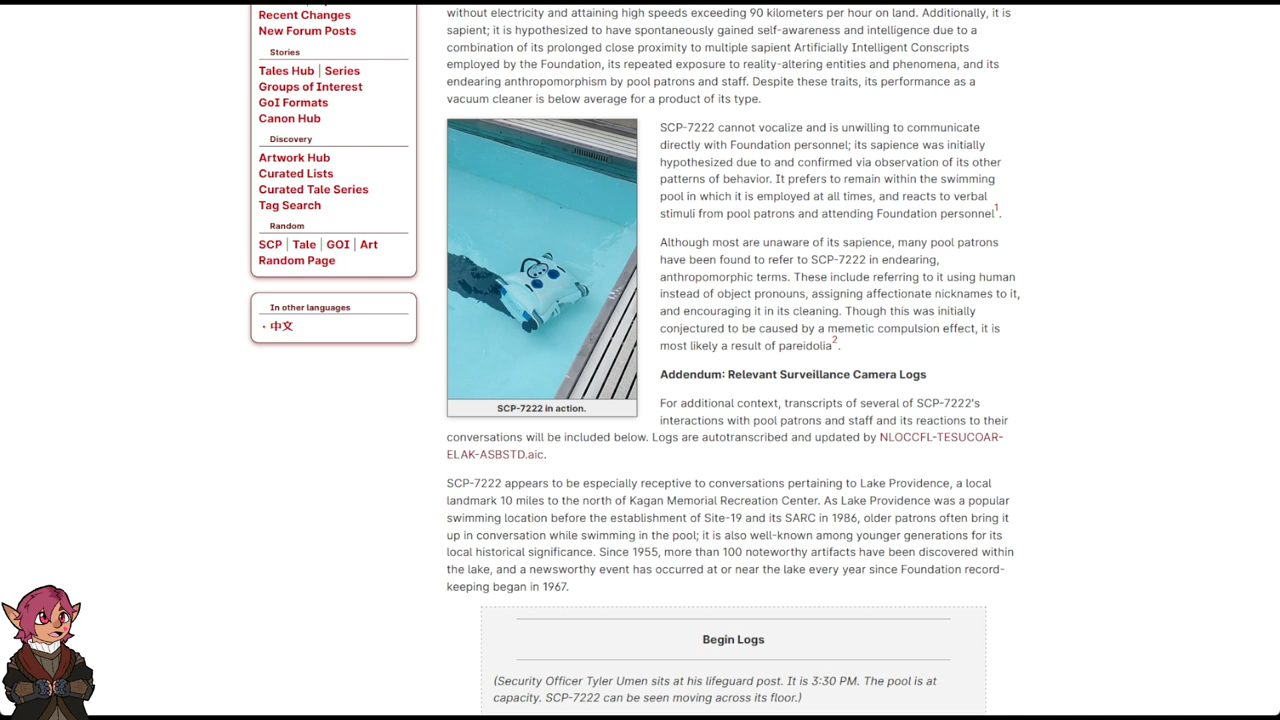 Recent Changes
New Forum Posts
Stories
Tales Hub | Series
Groups of Interest
GoI Formats
Canon Hub
Discovery
Artwork Hub
Curated Lists
Curated Tale Series
Tag Search
Random
SCP | Tale | GOI | Art
Random Page
In other languages
中文
without electricity and attaining high speeds exceeding 90 kilometers per hour on land. Additionally, it is
sapient; it is hypothesized to have spontaneously gained self-awareness and intelligence due to a
combination of its prolonged close proximity to multiple sapient Artificially Intelligent Conscripts
employed by the Foundation, its repeated exposure to reality-altering entities and phenomena, and its
endearing anthropomorphism by pool patrons and staff. Despite these traits, its performance as a
vacuum cleaner is below average for a product of its type.
SCP-7222 in action.
SCP-7222 cannot vocalize and is unwilling to communicate
directly with Foundation personnel; its sapience was initially
hypothesized due to and confirmed via observation of its other
patterns of behavior. It prefers to remain within the swimming
pool in which it is employed at all times, and reacts to verbal
stimuli from pool patrons and attending Foundation personnel1.
Although most are unaware of its sapience, many pool patrons
have been found to refer to SCP-7222 in endearing,
anthropomorphic terms. These include referring to it using human
instead of object pronouns, assigning affectionate nicknames to it,
and encouraging it in its cleaning. Though this was initially
conjectured to be caused by a memetic compulsion effect, it is
most likely a result of pareidolia2.
Addendum: Relevant Surveillance Camera Logs
For additional context, transcripts of several of SCP-7222's
interactions with pool patrons and staff and its reactions to their
conversations will be included below. Logs are autotranscribed and updated by NLOCCFL-TESUCOAR-
ELAK-ASBSTD.aic.
SCP-7222 appears to be especially receptive to conversations pertaining to Lake Providence, a local
landmark 10 miles to the north of Kagan Memorial Recreation Center. As Lake Providence was a popular
swimming location before the establishment of Site-19 and its SARC in 1986, older patrons often bring it
up in conversation while swimming in the pool; it is also well-known among younger generations for its
local historical significance. Since 1955, more than 100 noteworthy artifacts have been discovered within
the lake, and a newsworthy event has occurred at or near the lake every year since Foundation record-
keeping began in 1967.
Begin Logs
(Security Officer Tyler Umen sits at his lifeguard post. It is 3:30 PM. The pool is at
capacity. SCP-7222 can be seen moving across its floor.)